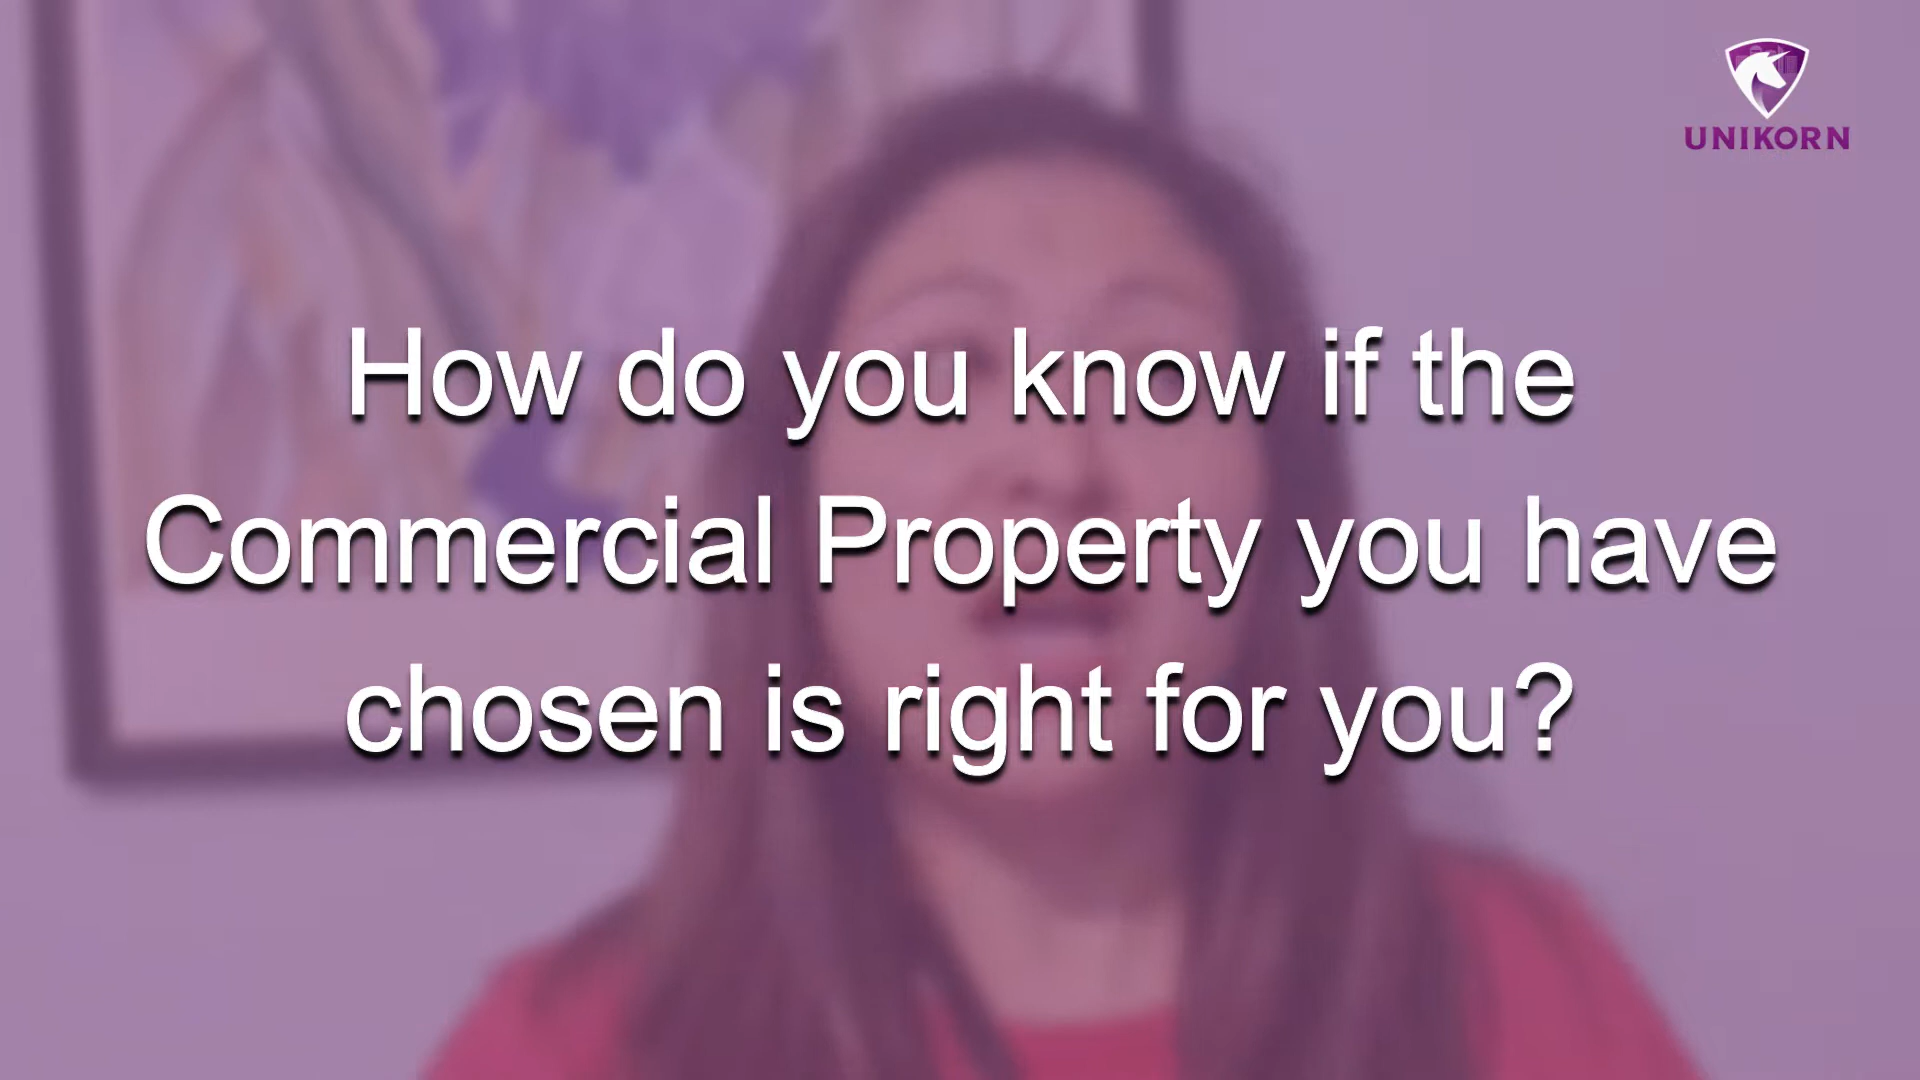 UNIKORN
How do you know if the
Commercial Property you have
chosen is right for you?